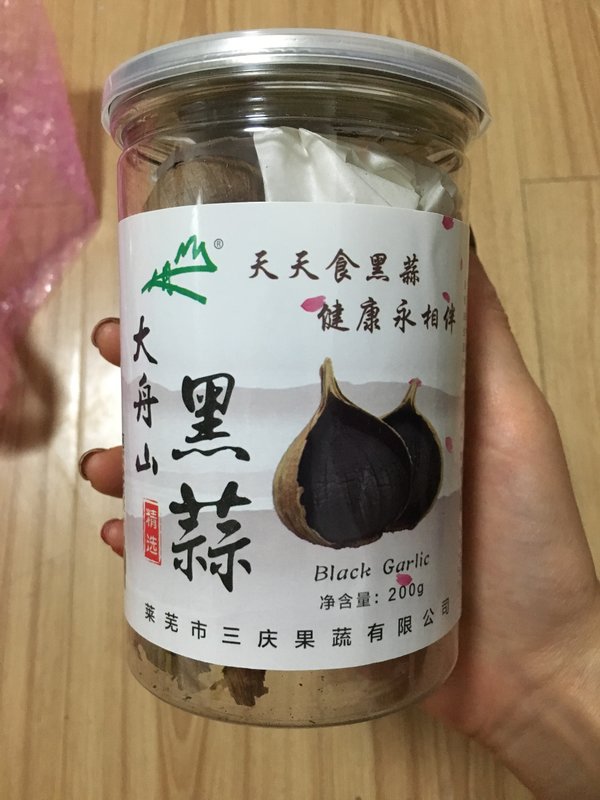 ®
天天食黑蒜
健康永相伴
大舟山
黑蒜
精选
Black Garlic
净含量：200g
莱芜市三庆果蔬有限公司